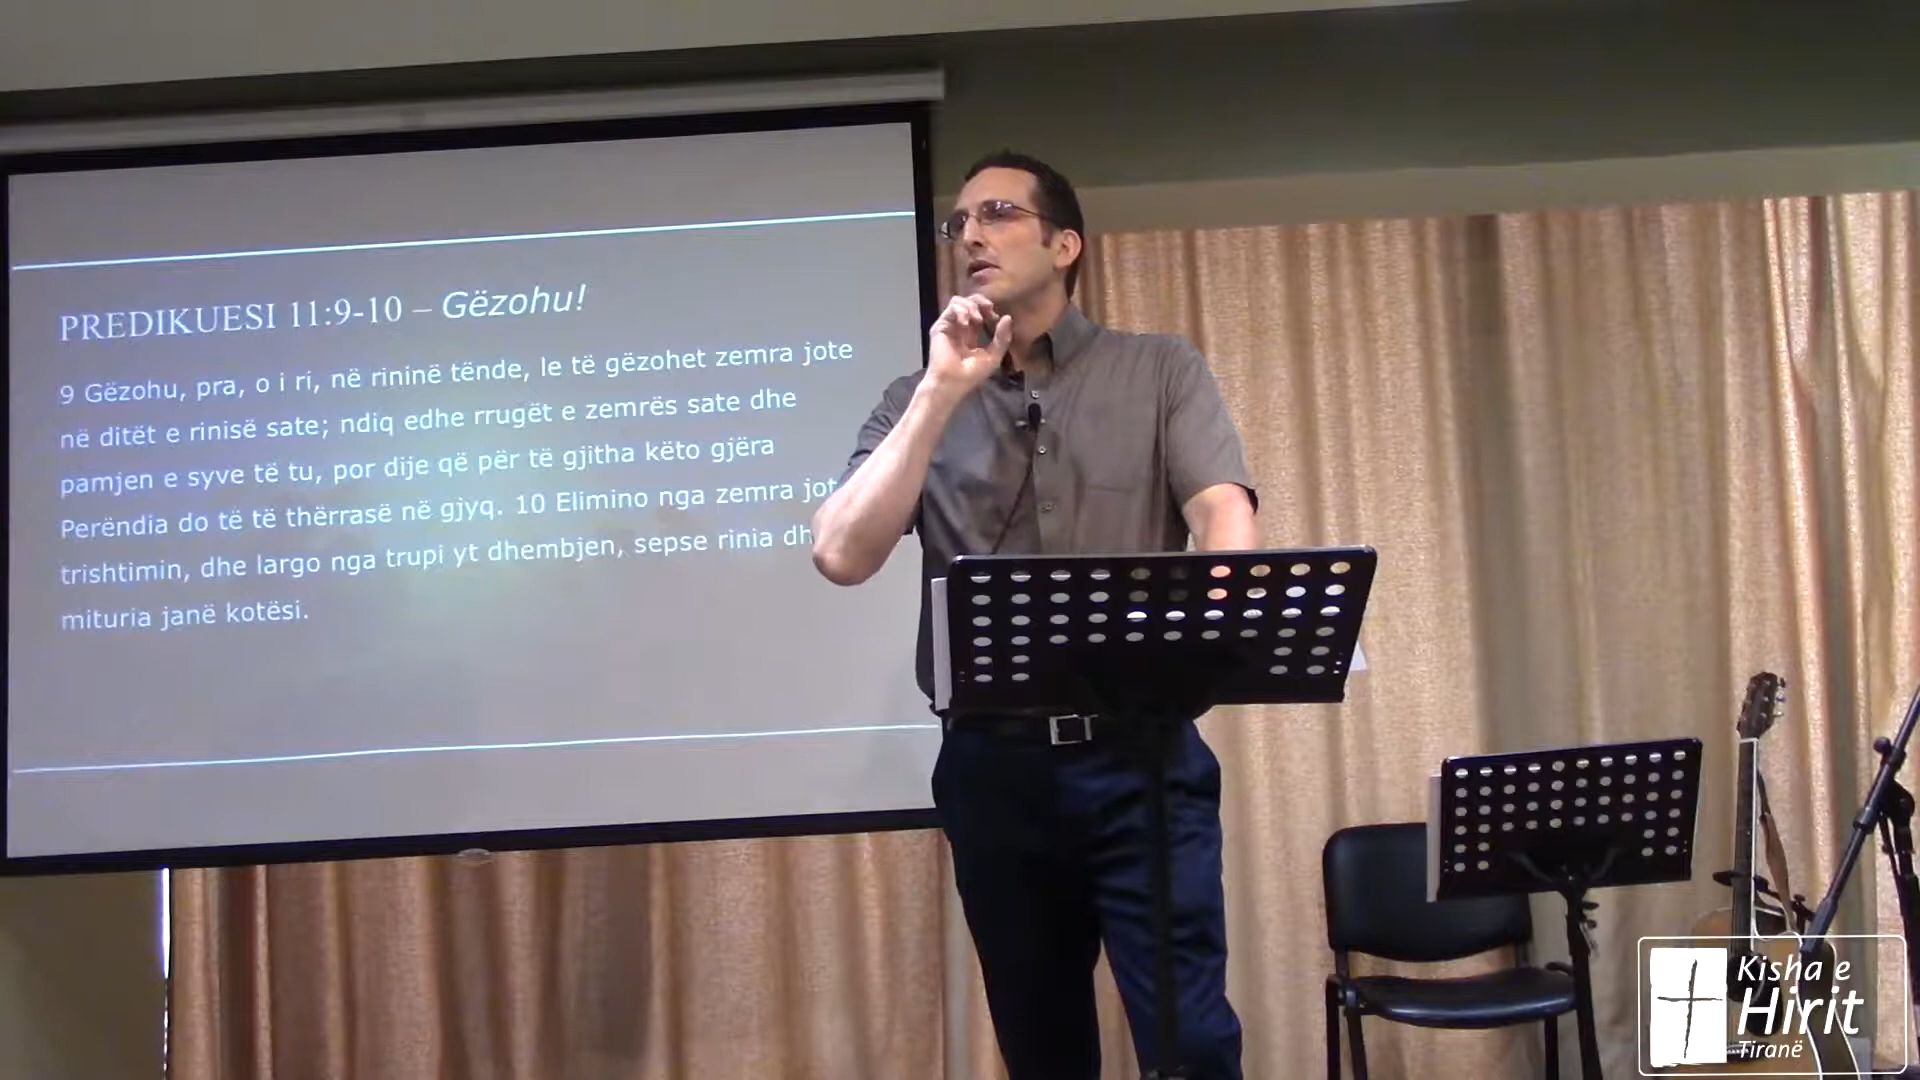 PREDIKUESI 11:9-10 – Gëzohu!
9 Gëzohu, pra, o i ri, në rininë tënde, le të gëzohet zemra jote
në ditët e rinisë sate; ndiq edhe rrugët e zemrës sate dhe
pamjen e syve të tu, por dije që për të gjitha këto gjëra
Perëndia do të të thërrasë në gjyq. 10 Elimino nga zemra jot
trishtimin, dhe largo nga trupi yt dhembjen, sepse rinia dh
mituria janë kotësi.
Kisha e
Hirit
Tiranë